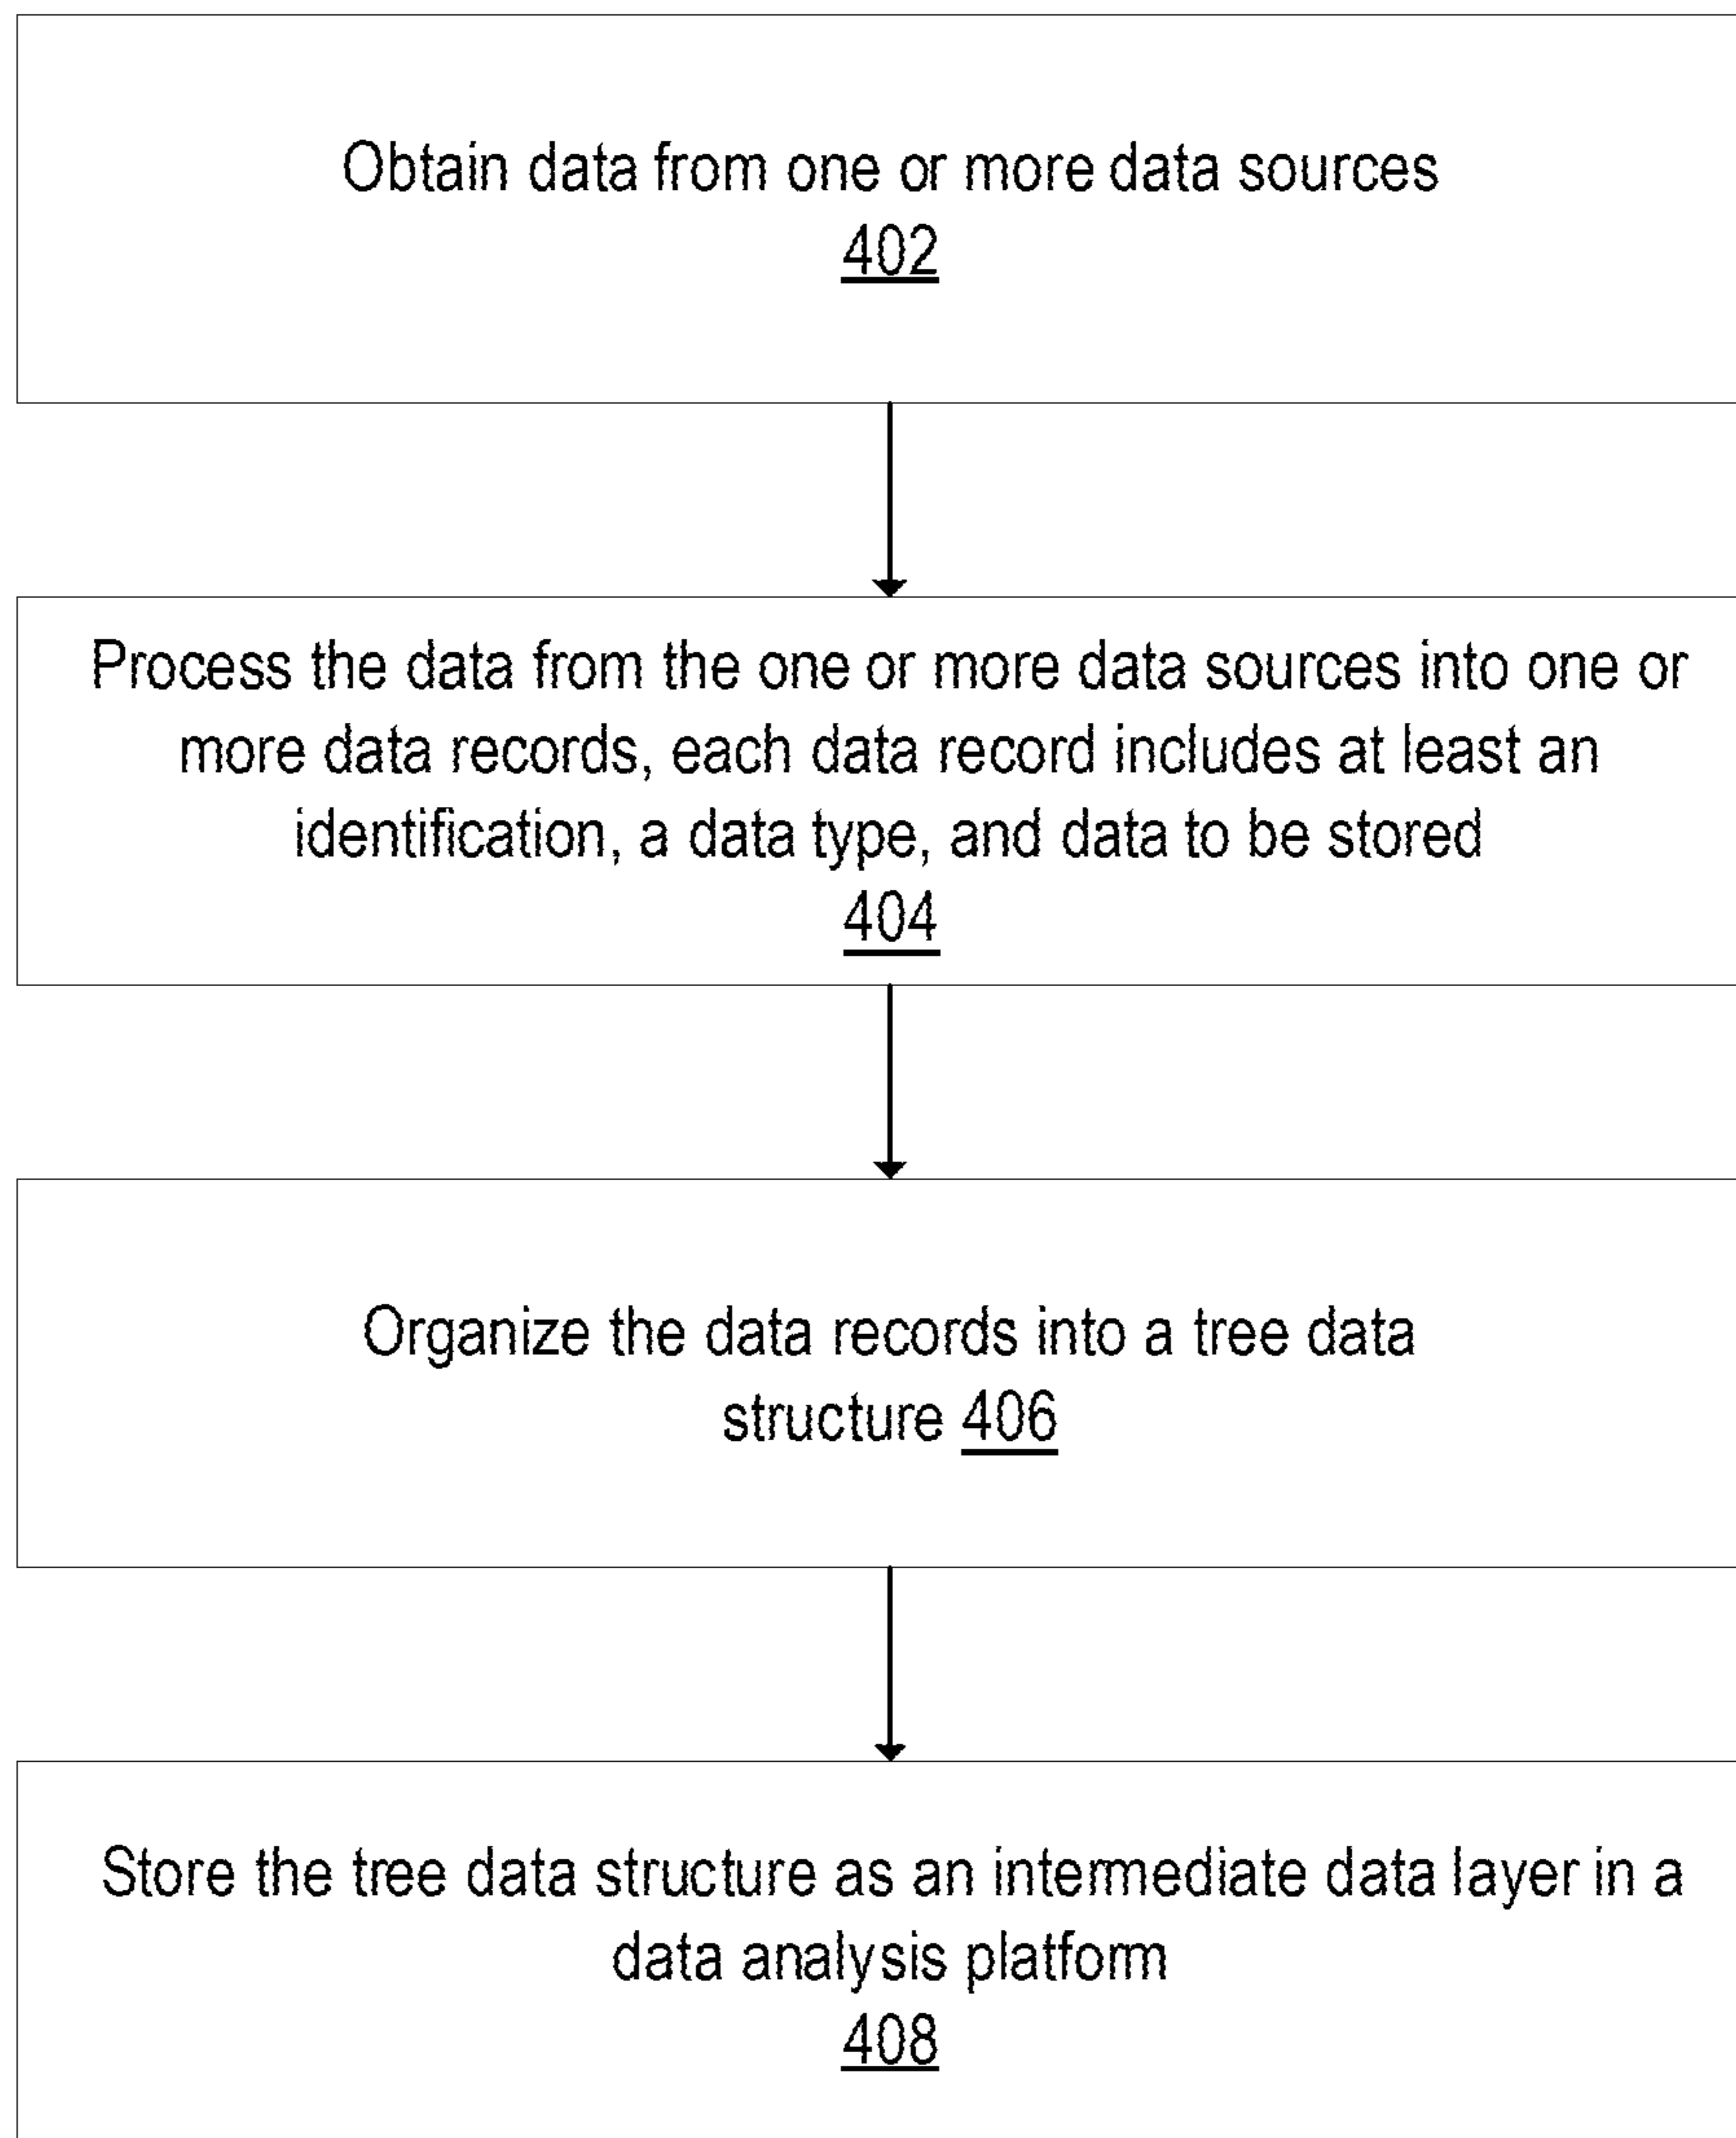 Obtain data from one or more data sources
402
Process the data from the one or more data sources into one or
more data records, each data record includes at least an
identification, a data type, and data to be stored
404
Organize the data records into a tree data
structure 406
Store the tree data structure as an intermediate data layer in a
data analysis platform
408